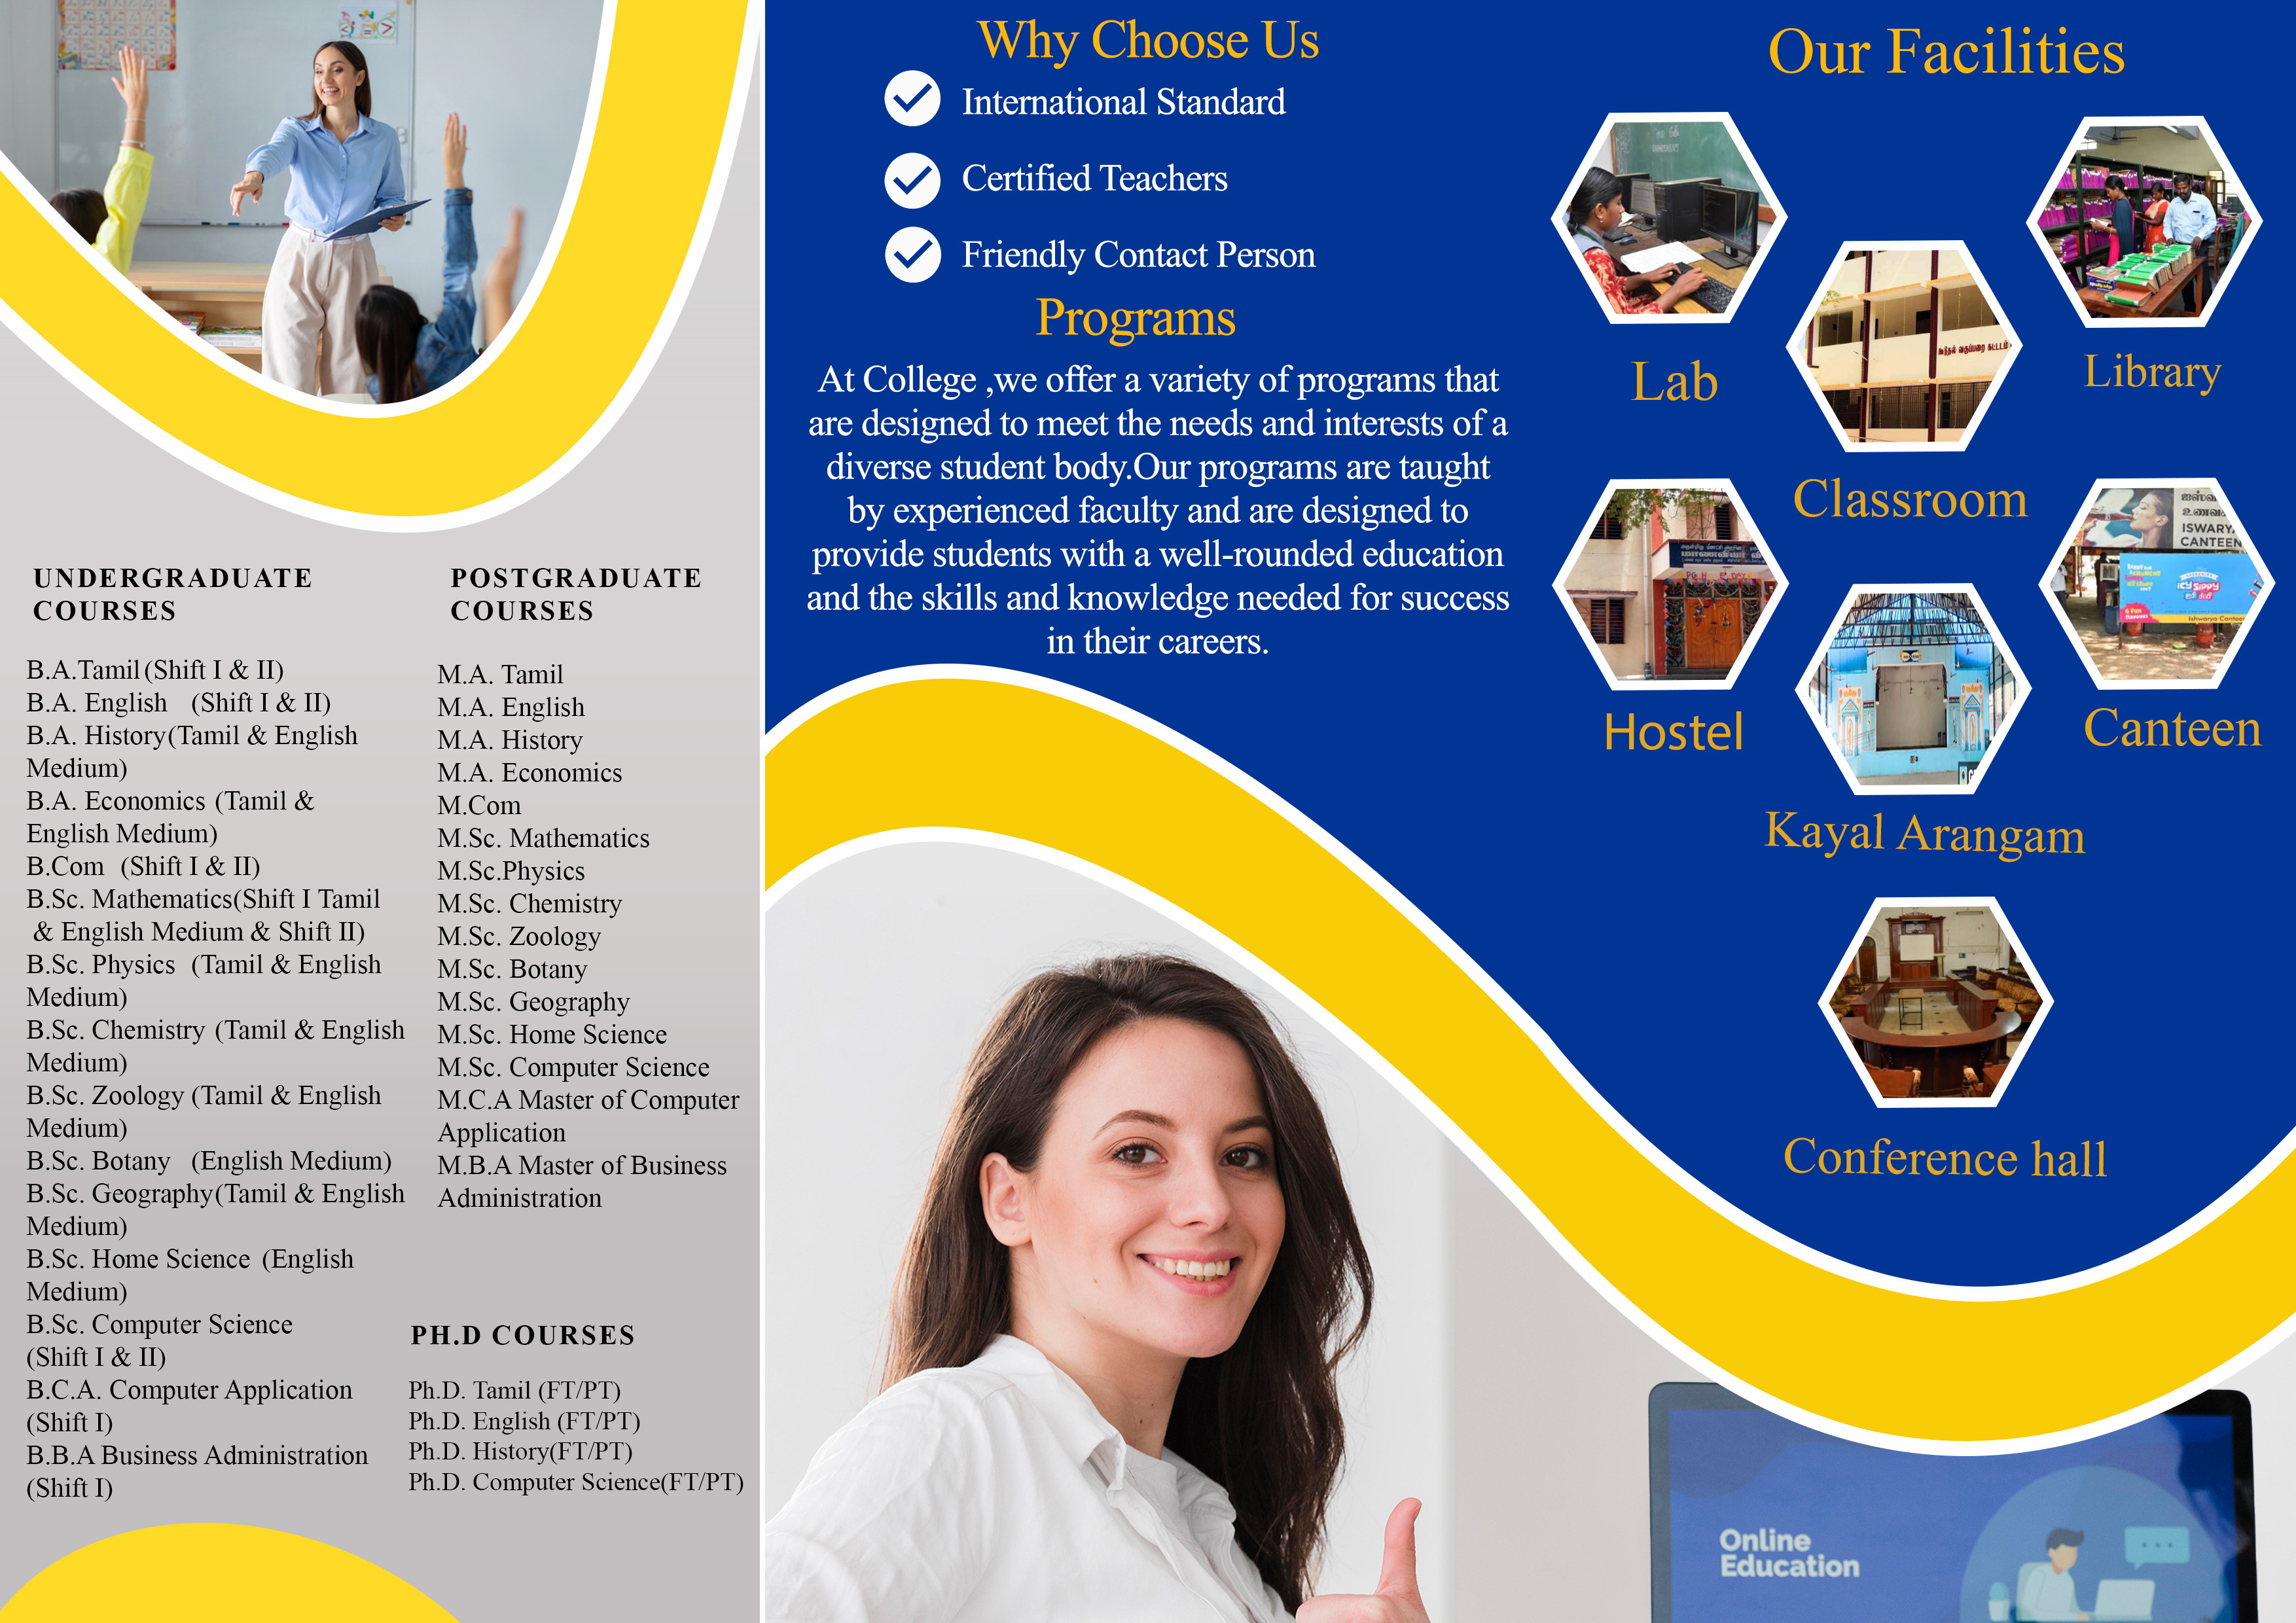 UNDERGRADUATE
COURSES
B.A.Tamil (Shift I & II)
B.A. English (Shift I & II)
B.A. History(Tamil & English
Medium)
B.A. Economics (Tamil &
English Medium)
B.Com (Shift I & II)
B.Sc. Mathematics(Shift I Tamil
& English Medium & Shift II)
B.Sc. Physics (Tamil & English
Medium)
B.Sc. Chemistry (Tamil & English
Medium)
B.Sc. Zoology (Tamil & English
Medium)
B.Sc. Botany (English Medium)
B.Sc. Geography(Tamil & English
Medium)
B.Sc. Home Science (English
Medium)
B.Sc. Computer Science
(Shift I & II)
B.C.A. Computer Application
(Shift I)
B.B.A Business Administration
(Shift I)
POSTGRADUATE
COURSES
M.A. Tamil
M.A. English
M.A. History
M.A. Economics
M.Com
M.Sc. Mathematics
M.Sc.Physics
M.Sc. Chemistry
M.Sc. Zoology
M.Sc. Botany
M.Sc. Geography
M.Sc. Home Science
M.Sc. Computer Science
M.C.A Master of Computer
Application
M.B.A Master of Business
Administration
PH.D COURSES
Ph.D. Tamil (FT/PT)
Ph.D. English (FT/PT)
Ph.D. History(FT/PT)
Ph.D. Computer Science(FT/PT)
Why Choose Us
International Standard
Certified Teachers
Friendly Contact Person
Programs
At College ,we offer a variety of programs that
are designed to meet the needs and interests of a
diverse student body.Our programs are taught
by experienced faculty and are designed to
provide students with a well-rounded education
and the skills and knowledge needed for success
in their careers.
Our Facilities
Lab
Library
கூடுதல் வகுப்பறை கட்டடம்
Classroom
Hostel
ISWARY
CANTEEN
ICY SIPPY
Ishwarya Canteen
Canteen
Kayal Arangam
Conference hall
Online
Education